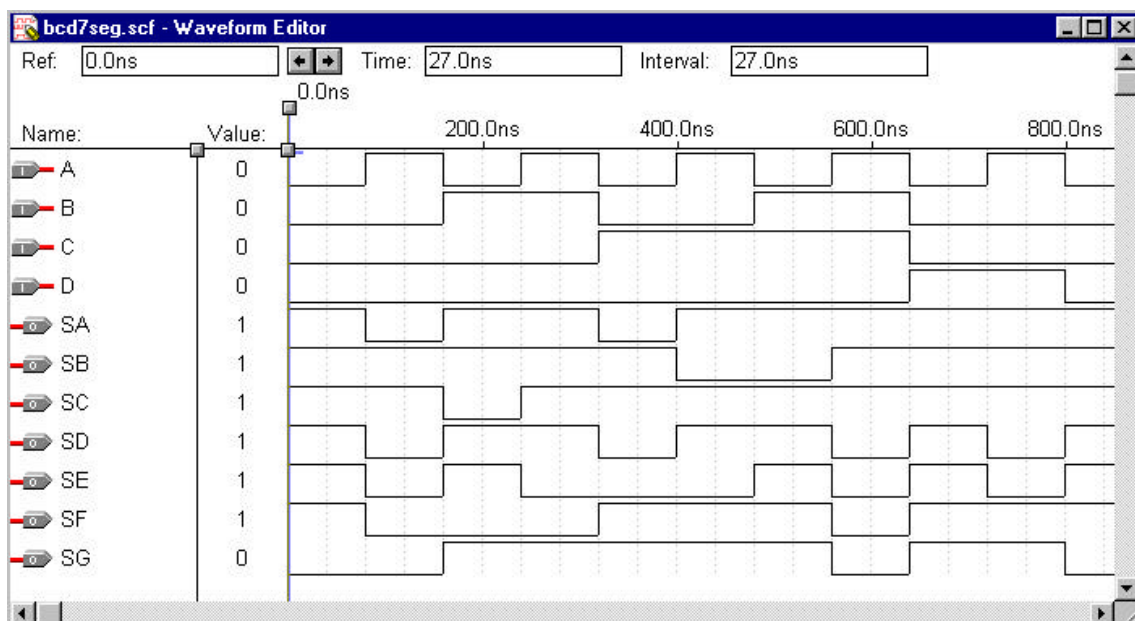 bcd7seg.scf - Waveform Editor
Ref: 0.0ns Time: 27.0ns Interval: 27.0ns
0.0ns
Name: Value: 200.0ns 400.0ns 600.0ns 800.0ns
I A 0
I B 0
I C 0
I D 0
O SA 1
O SB 1
O SC 1
O SD 1
O SE 1
O SF 1
O SG 0